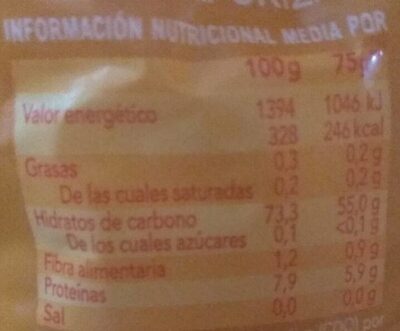 INFORMACIÓN NUTRICIONAL MEDIA POR
100g 75g
Valor energético 1394 1046 kJ
328 246 kcal
Grasas 0,3 0,2 g
De las cuales saturadas 0,2 0,2 g
Hidratos de carbono 73,3 55,0 g
De los cuales azúcares 0,1 <0,1 g
Fibra alimentaria 1,2 0,9 g
Proteínas 7,9 5,9 g
Sal 0,0 0,0 g
por